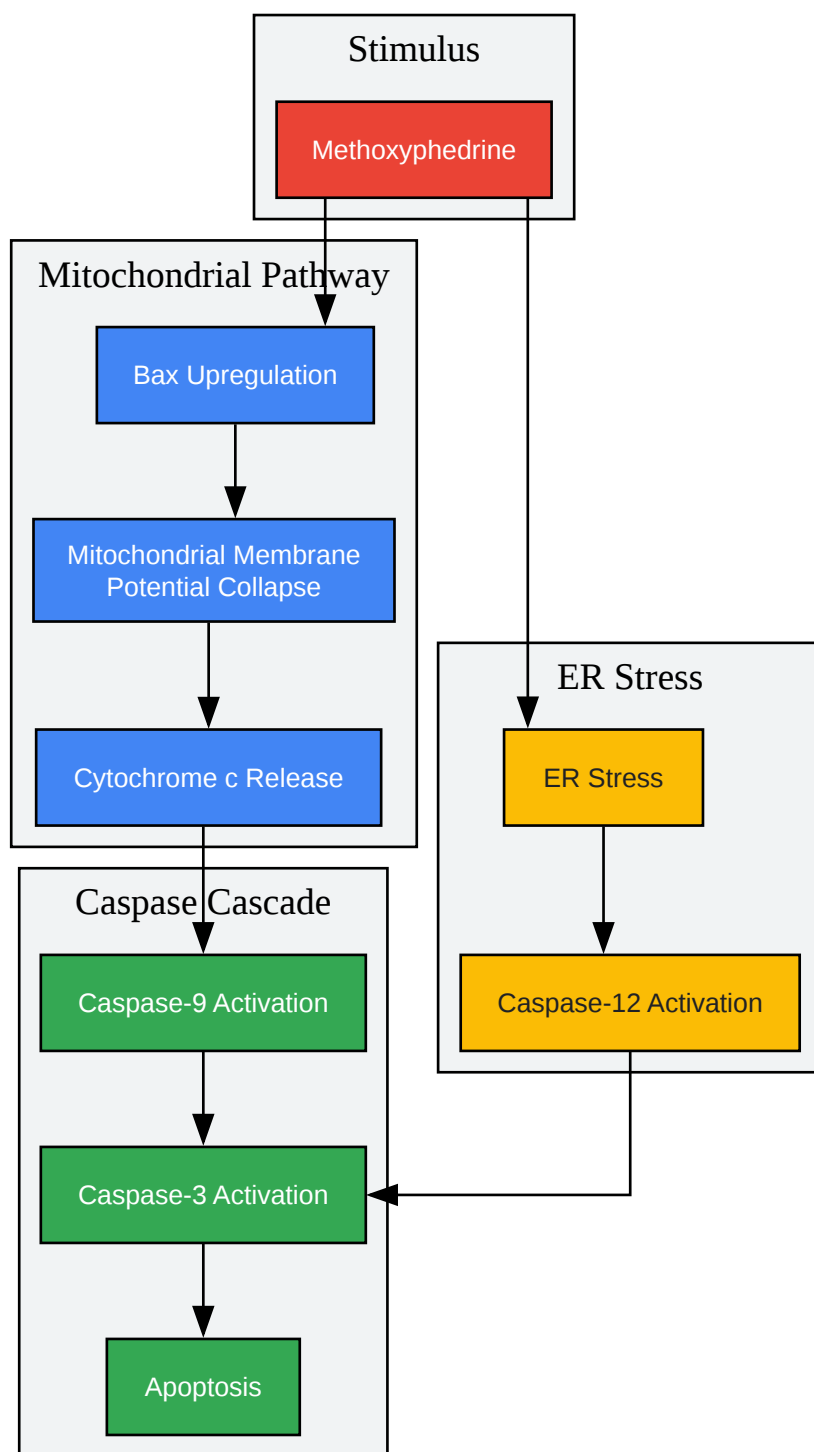 Stimulus
Methoxyphedrine
Mitochondrial Pathway
Bax Upregulation
Mitochondrial Membrane
Potential Collapse
Cytochrome c Release
ER Stress
ER Stress
Caspase-12 Activation
Caspase Cascade
Caspase-9 Activation
Caspase-3 Activation
Apoptosis